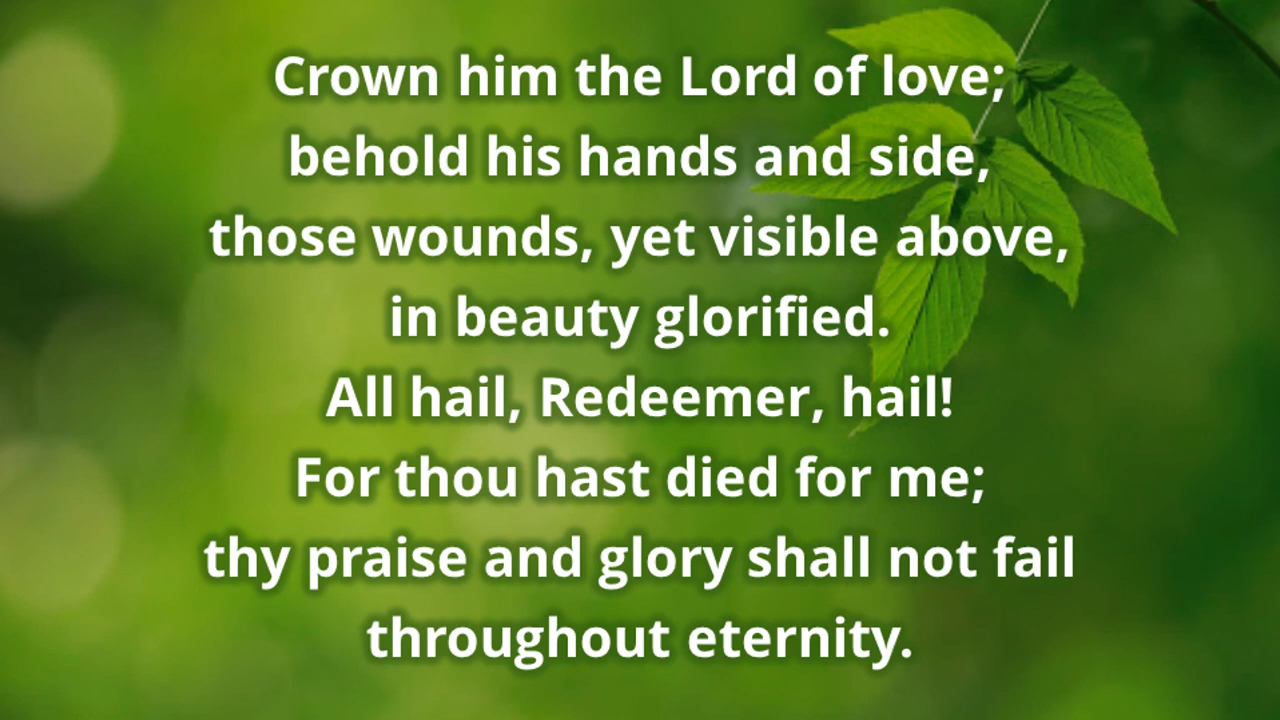 Crown him the Lord of love;
behold his hands and side,
those wounds, yet visible above,
in beauty glorified.
All hail, Redeemer, hail!
For thou hast died for me;
thy praise and glory shall not fail
throughout eternity.